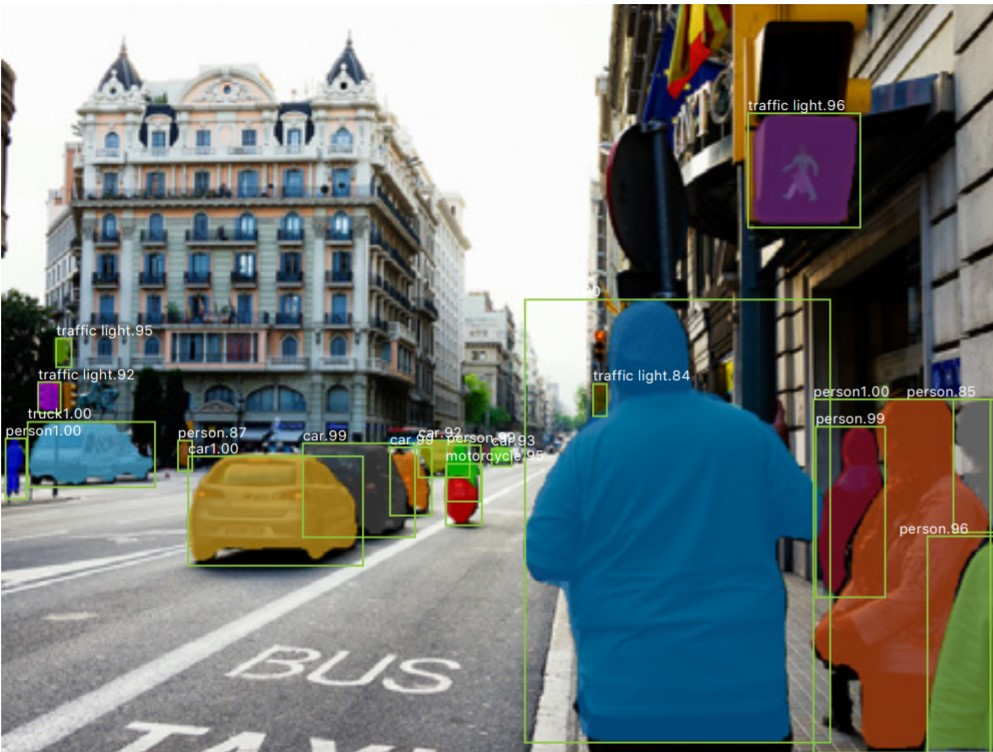 traffic light.96
traffic light.95
traffic light.92
traffic light.84
truck1.00
person1.00
person.87
car1.00
car.99
car.99
car.92
person.99
car.93
motorcycle.95
person1.00
person.85
person.99
person.96
BUS
TAXI